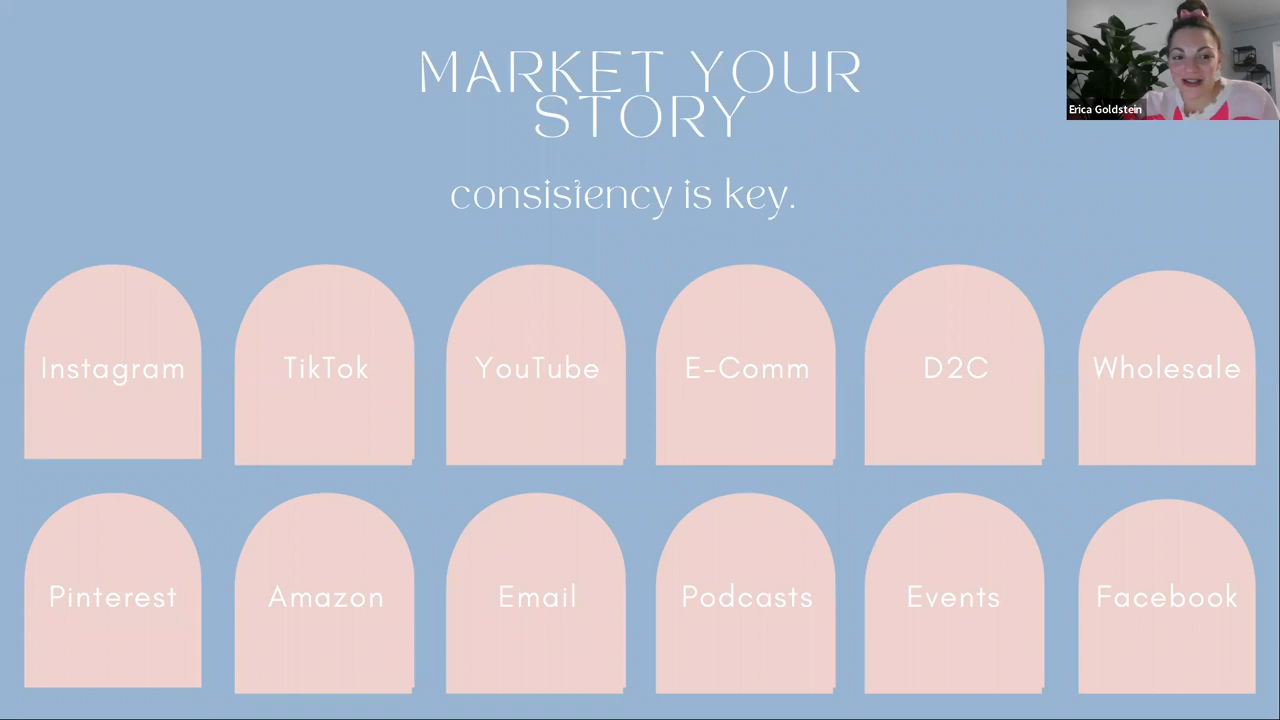 MARKET YOUR
STORY
consistency is key.
Erica Goldstein
Instagram
TikTok
YouTube
E-Comm
D2C
Wholesale
Pinterest
Amazon
Email
Podcasts
Events
Facebook